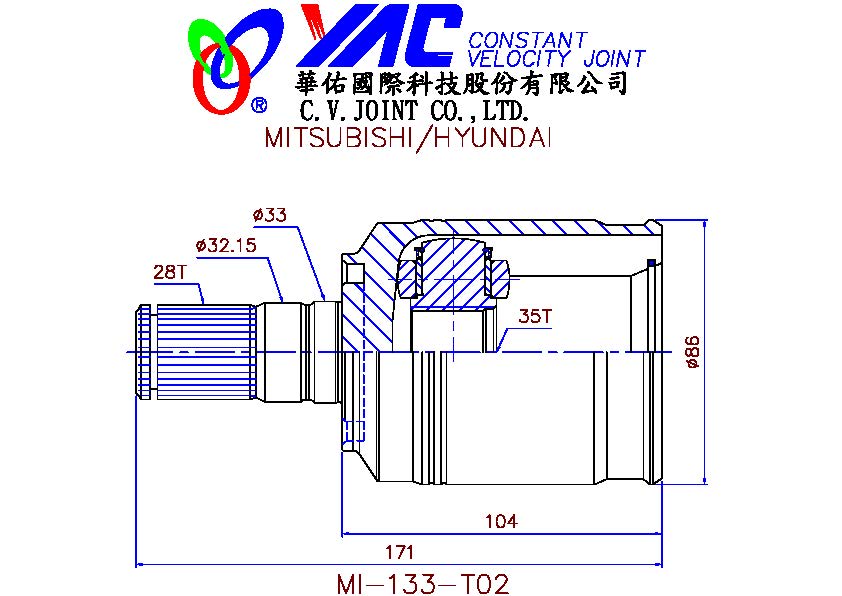 YAC CONSTANT
VELOCITY JOINT
華佑國際科技股份有限公司
®
C.V.JOINT CO.,LTD.
MITSUBISHI/HYUNDAI
ø33
ø32.15
28T
35T
ø86
104
171
MI-133-T02